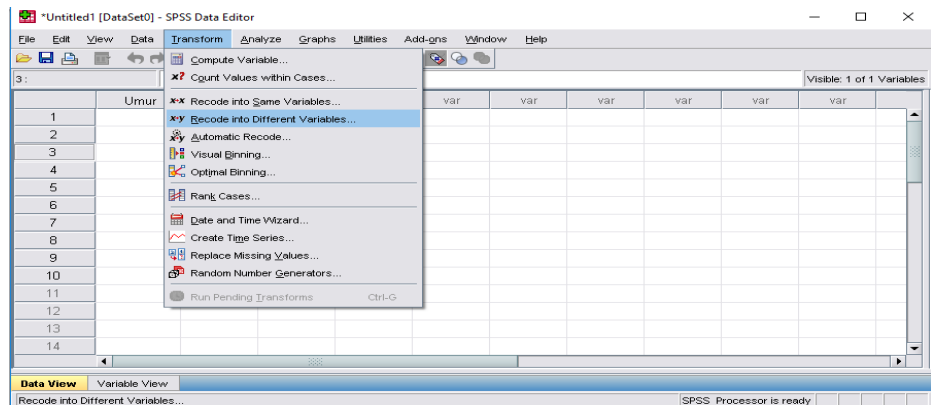 *Untitled1 [DataSet0] - SPSS Data Editor
File Edit View Data Transform Analyze Graphs Utilities Add-ons Window Help
3 :
Visible: 1 of 1 Variables
Umur var var var var var var
Compute Variable...
Count Values within Cases...
Recode into Same Variables...
Recode into Different Variables...
Automatic Recode...
Visual Binning...
Optimal Binning...
Rank Cases...
Date and Time Wizard...
Create Time Series...
Replace Missing Values...
Random Number Generators...
Run Pending Transforms Ctrl-G
1
2
3
4
5
6
7
8
9
10
11
12
13
14
Data View Variable View
Recode into Different Variables... SPSS Processor is ready